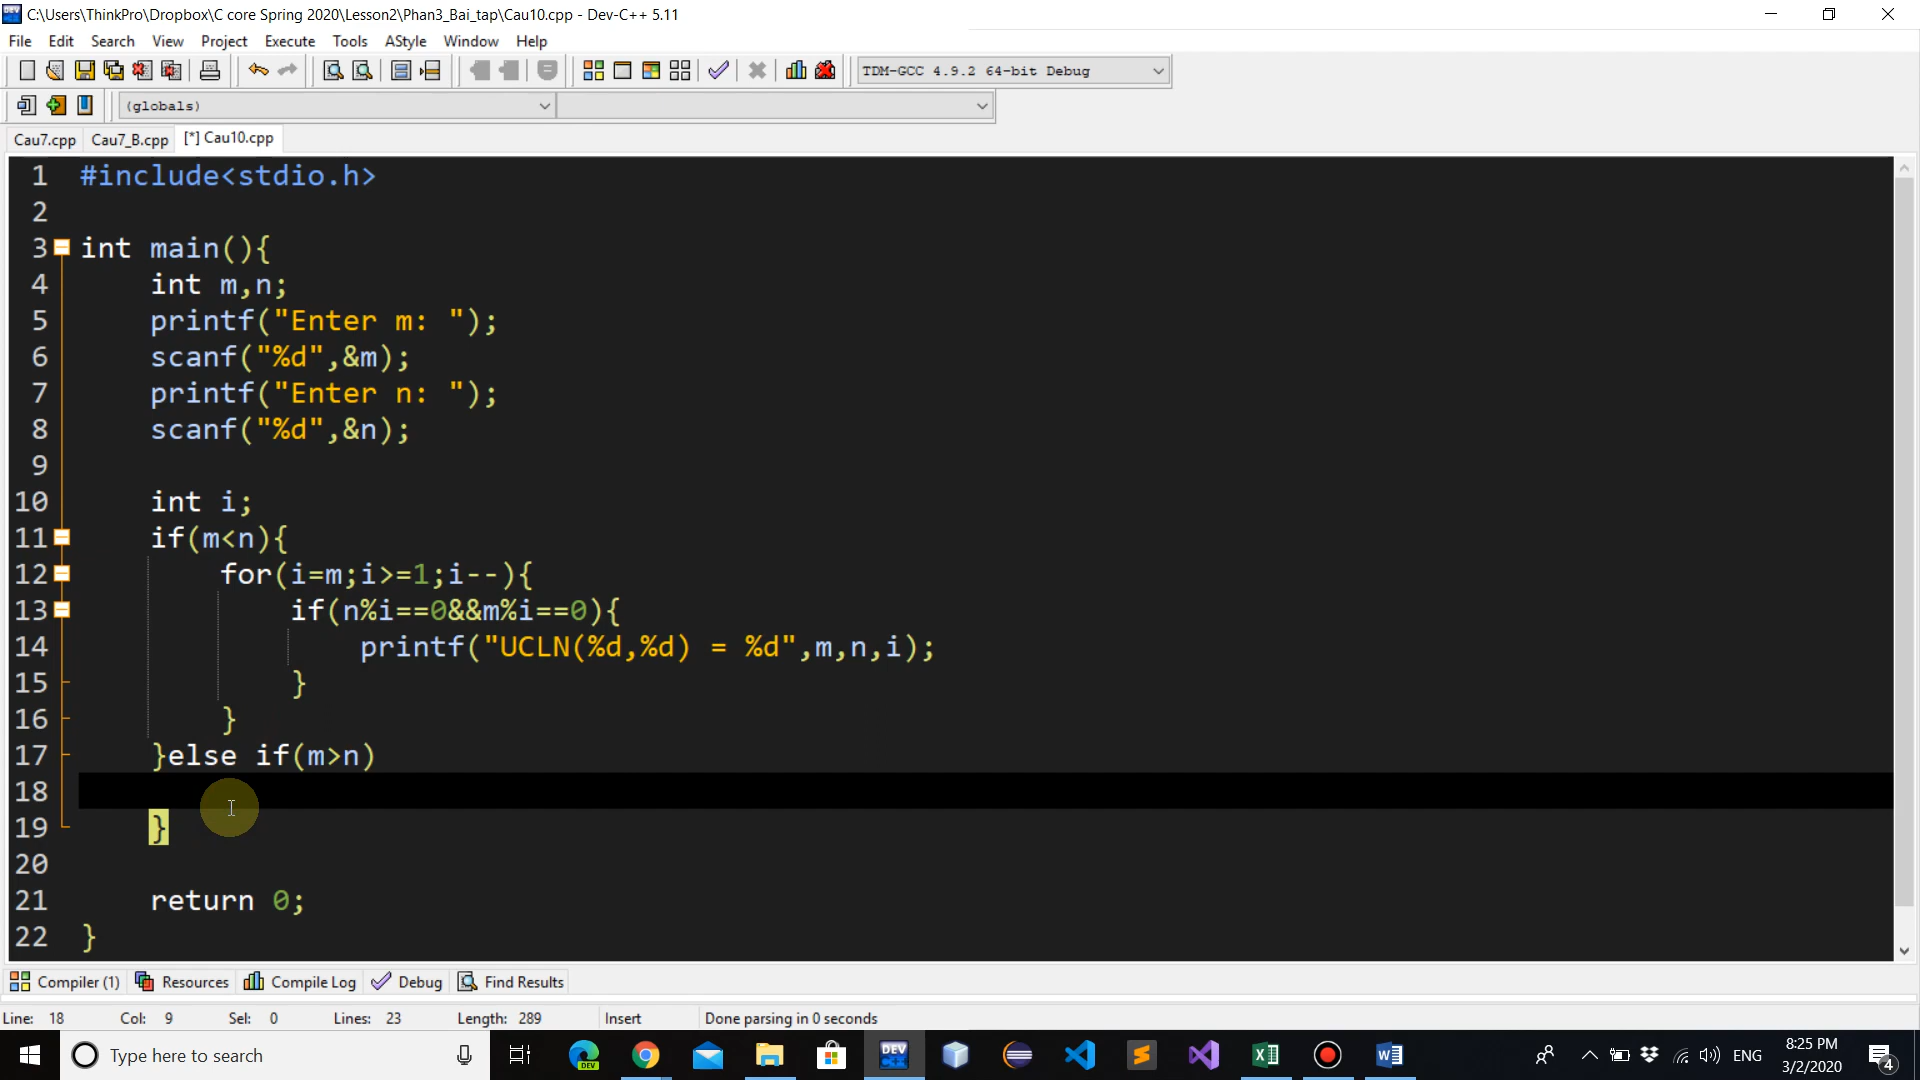 C:\Users\ThinkPro\Dropbox\C core Spring 2020\Lesson2\Phan3_Bai_tap\Cau10.cpp - Dev-C++ 5.11
File Edit Search View Project Execute Tools AStyle Window Help
TDM-GCC 4.9.2 64-bit Debug
(globals)
Cau7.cpp Cau7_B.cpp [*] Cau10.cpp
1 #include<stdio.h>
2
3 int main(){
4 int m,n;
5 printf("Enter m: ");
6 scanf("%d",&m);
7 printf("Enter n: ");
8 scanf("%d",&n);
9
10 int i;
11 if(m<n){
12 for(i=m;i>=1;i--){
13 if(n%i==0&&m%i==0){
14 printf("UCLN(%d,%d) = %d",m,n,i);
15 }
16 }
17 }else if(m>n)
18
19 }
20
21 return 0;
22 }
Compiler (1) Resources Compile Log Debug Find Results
Line: 18 Col: 9 Sel: 0 Lines: 23 Length: 289 Insert Done parsing in 0 seconds
Type here to search
DEV
DEV
ENG
8:25 PM
3/2/2020
4